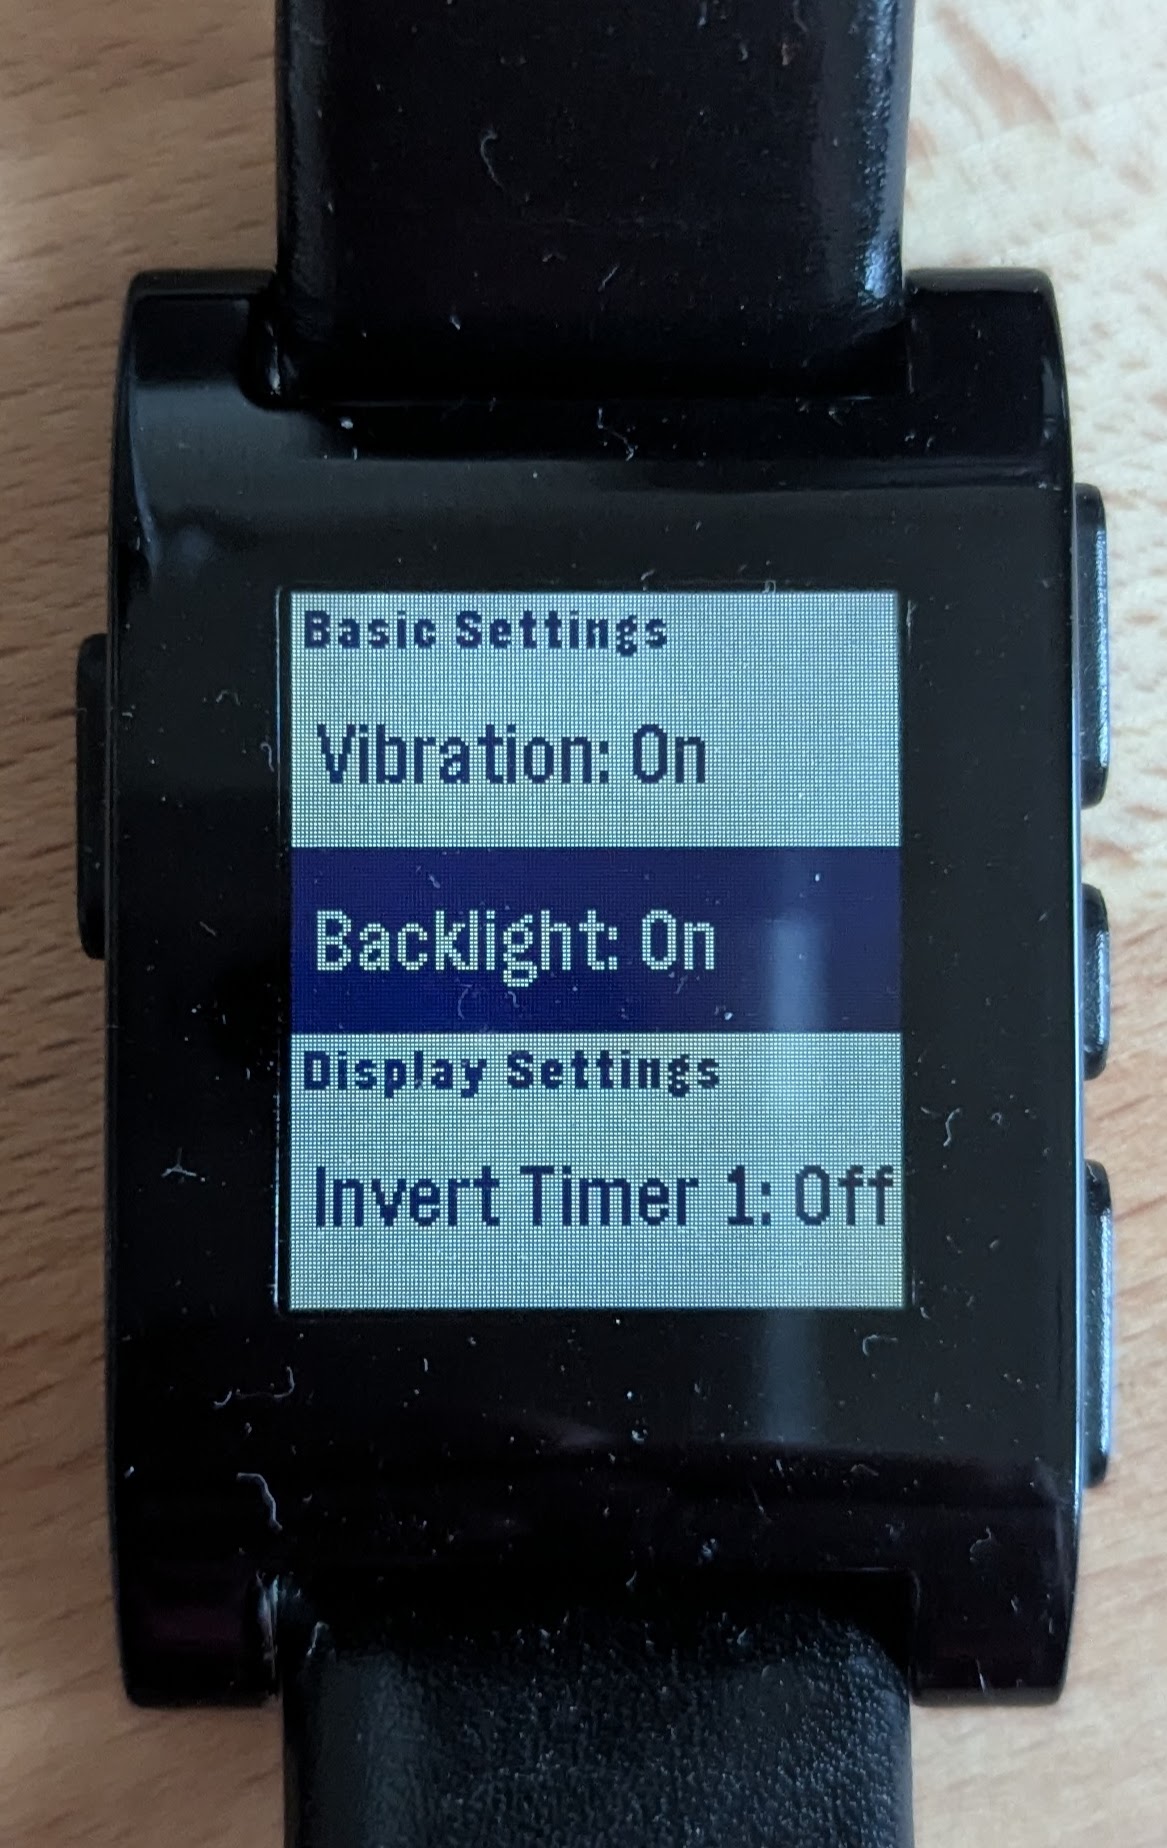 Basic Settings
Vibration: On
Backlight: On
Display Settings
Invert Timer 1: Off